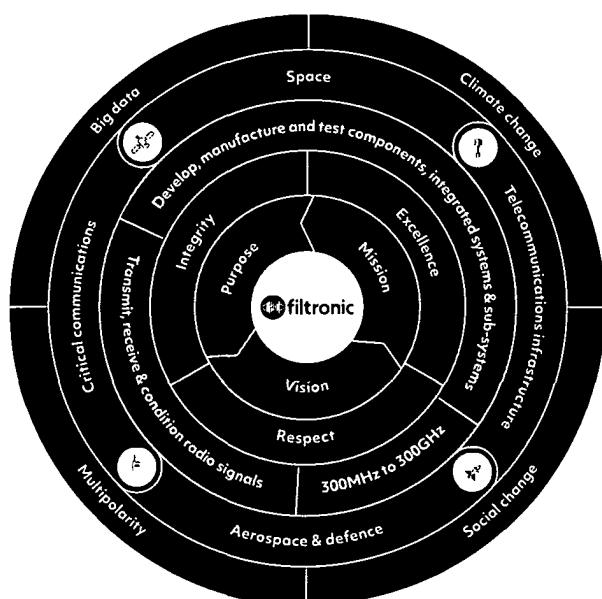 Space
Climate change
Big data
Develop, manufacture and test components, integrated systems & sub-systems
Telecommunications infrastructure
Critical communications
Integrity
Excellence
Purpose
Mission
filtronic
Vision
Respect
Transmit, receive & condition radio signals
300MHz to 300GHz
Aerospace & defence
Multipolarity
Social change